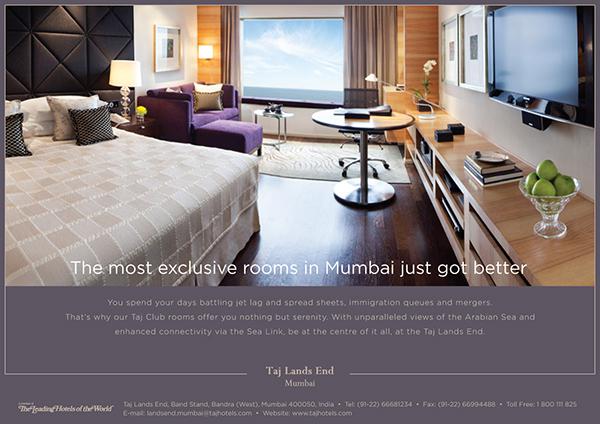 The most exclusive rooms in Mumbai just got better
You spend your days battling jet lag and spread sheets, immigration queues and mergers.
That's why our Taj Club rooms offer you nothing but serenity. With unparalleled views of the Arabian Sea and
enhanced connectivity via the Sea Link, be at the centre of it all, at the Taj Lands End.
Taj Lands End
Mumbai
A member of
The Leading Hotels of the World
Taj Lands End, Band Stand, Bandra (West), Mumbai 400050, India • Tel: (91-22) 66681234 • Fax: (91-22) 66994488 • Toll Free: 1 800 111 825
E-mail: landsend.mumbai@tajhotels.com • Website: www.tajhotels.com